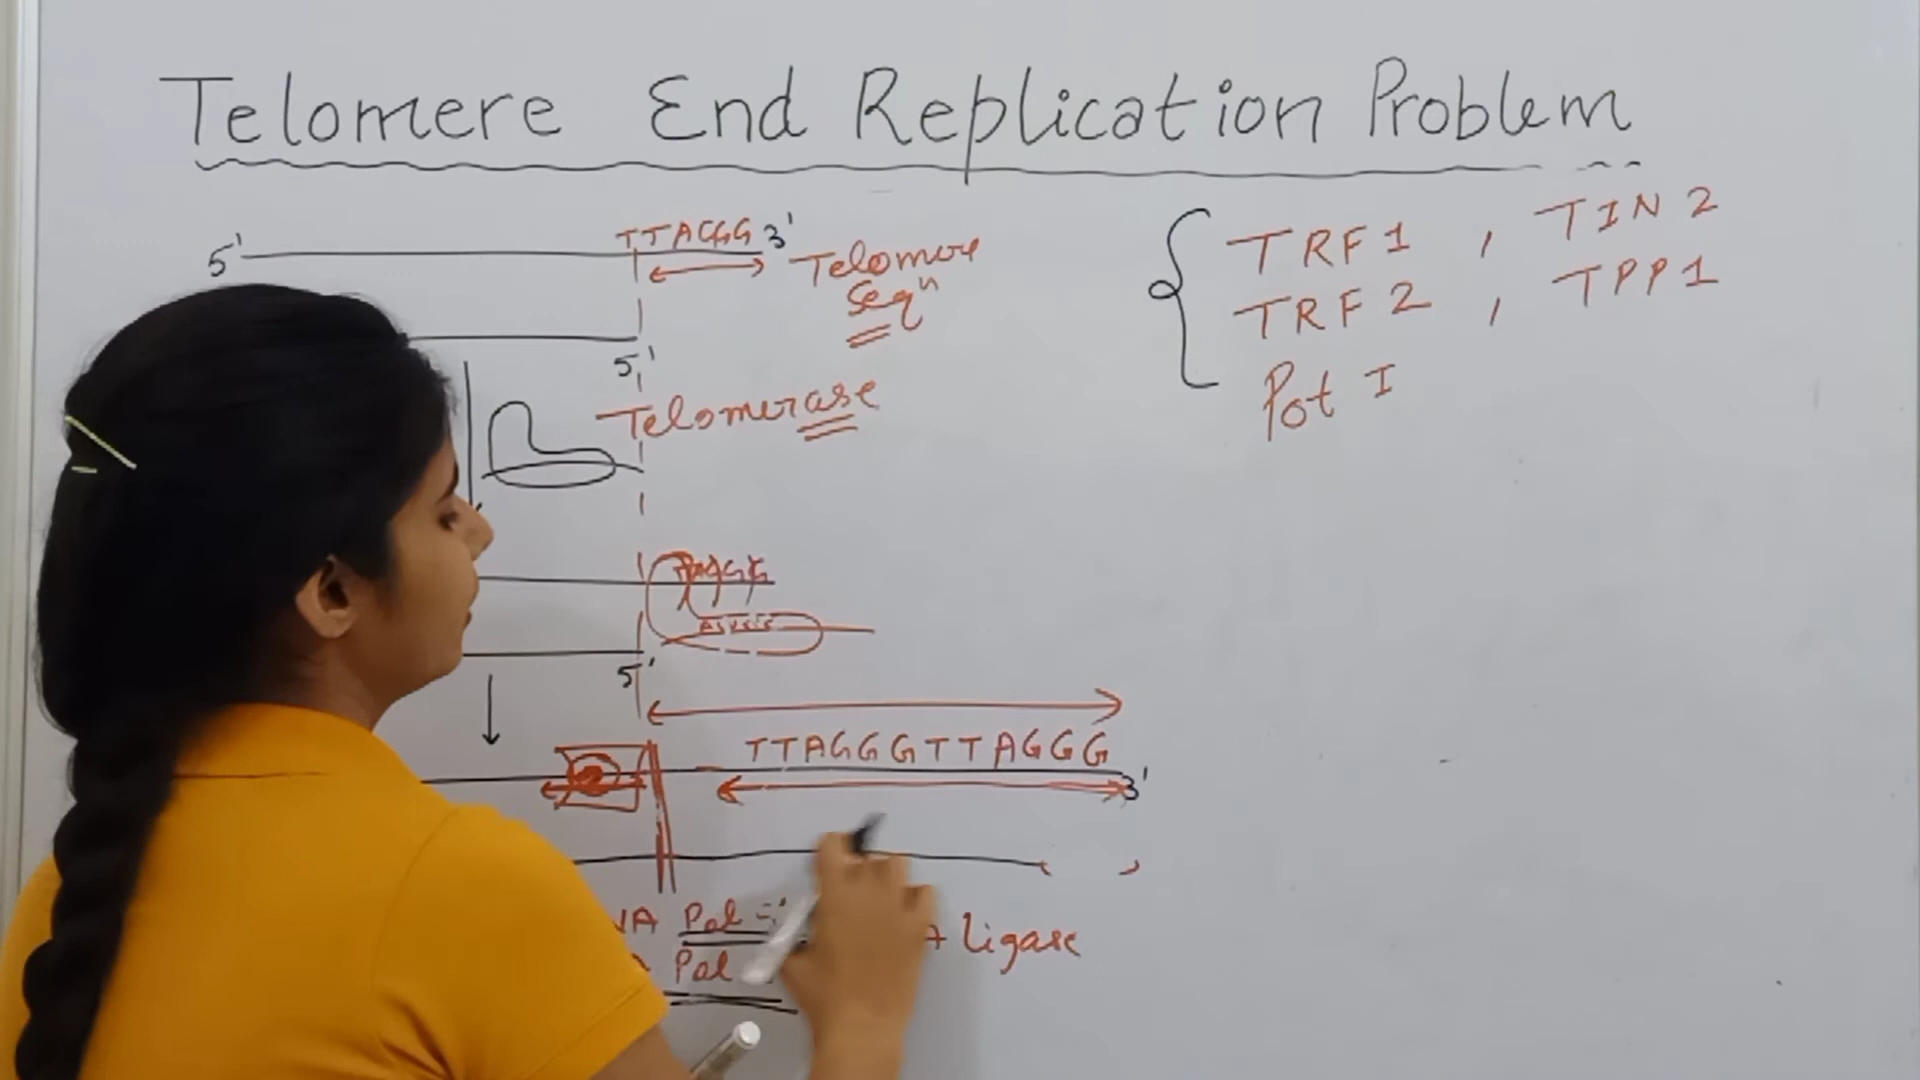 Telomere End Replication Problem
5' TTAGGG 3'
Telomere
Seqⁿ
5'
Telomerase
TRF1 , TIN2
TRF2 , TPP1
Pot I
5'
TTAGGGTTAGGG
3'
Pol
Ligase
Pol